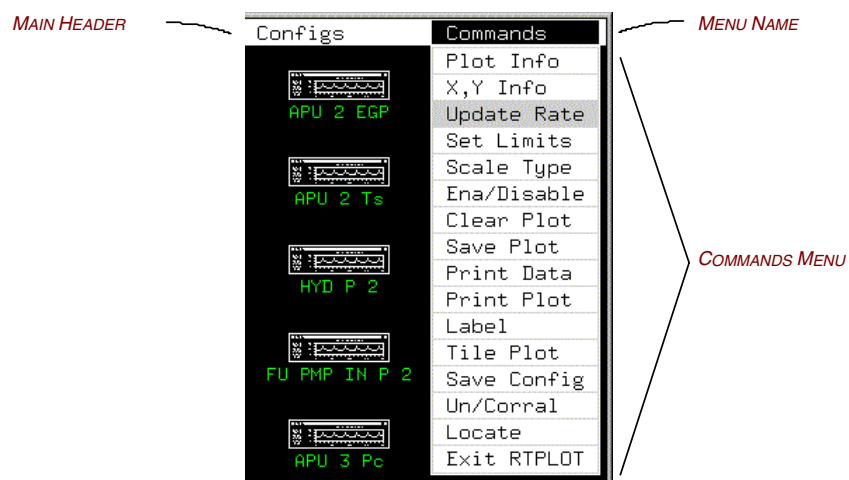 MAIN HEADER
MENU NAME
Configs
Commands
Plot Info
X,Y Info
APU 2 EGP
Update Rate
Set Limits
Scale Type
APU 2 Ts
Ena/Disable
Clear Plot
Save Plot
COMMANDS MENU
Print Data
HYD P 2
Print Plot
Label
Tile Plot
FU PMP IN P 2
Save Config
Un/Corral
Locate
APU 3 Pc
Exit RTPLOT